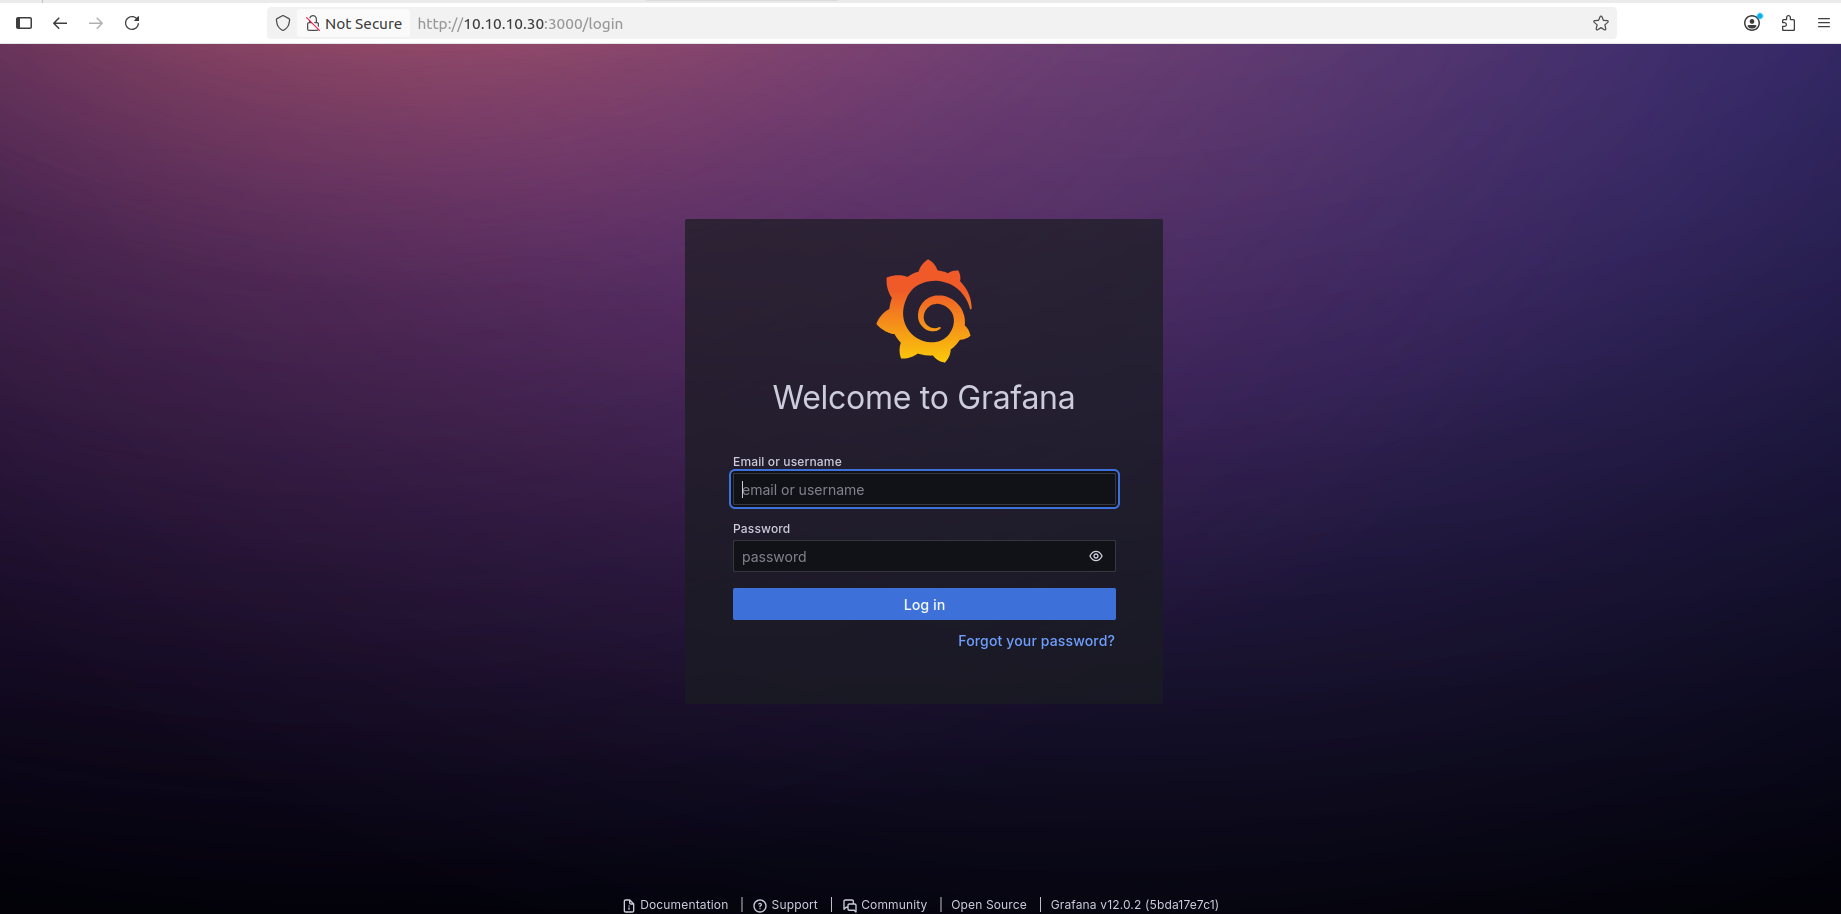 Not Secure http://10.10.10.30:3000/login
Welcome to Grafana
Email or username
email or username
Password
password
Log in
Forgot your password?
Documentation | Support | Community | Open Source | Grafana v12.0.2 (5bda17e7c1)